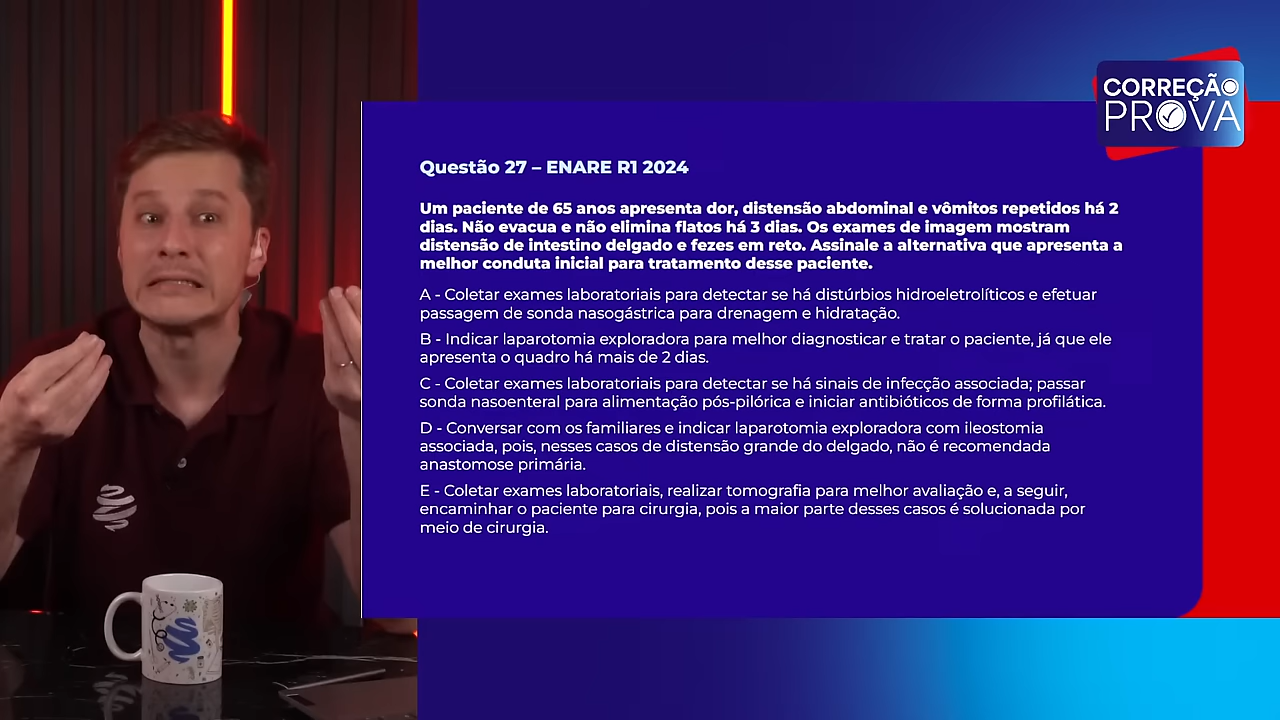 CORREÇÃO
PROVA
Questão 27 – ENARE R1 2024
Um paciente de 65 anos apresenta dor, distensão abdominal e vômitos repetidos há 2
dias. Não evacua e não elimina flatos há 3 dias. Os exames de imagem mostram
distensão de intestino delgado e fezes em reto. Assinale a alternativa que apresenta a
melhor conduta inicial para tratamento desse paciente.
A - Coletar exames laboratoriais para detectar se há distúrbios hidroeletrolíticos e efetuar
passagem de sonda nasogástrica para drenagem e hidratação.
B - Indicar laparotomia exploradora para melhor diagnosticar e tratar o paciente, já que ele
apresenta o quadro há mais de 2 dias.
C - Coletar exames laboratoriais para detectar se há sinais de infecção associada; passar
sonda nasoenteral para alimentação pós-pilórica e iniciar antibióticos de forma profilática.
D - Conversar com os familiares e indicar laparotomia exploradora com ileostomia
associada, pois, nesses casos de distensão grande do delgado, não é recomendada
anastomose primária.
E - Coletar exames laboratoriais, realizar tomografia para melhor avaliação e, a seguir,
encaminhar o paciente para cirurgia, pois a maior parte desses casos é solucionada por
meio de cirurgia.